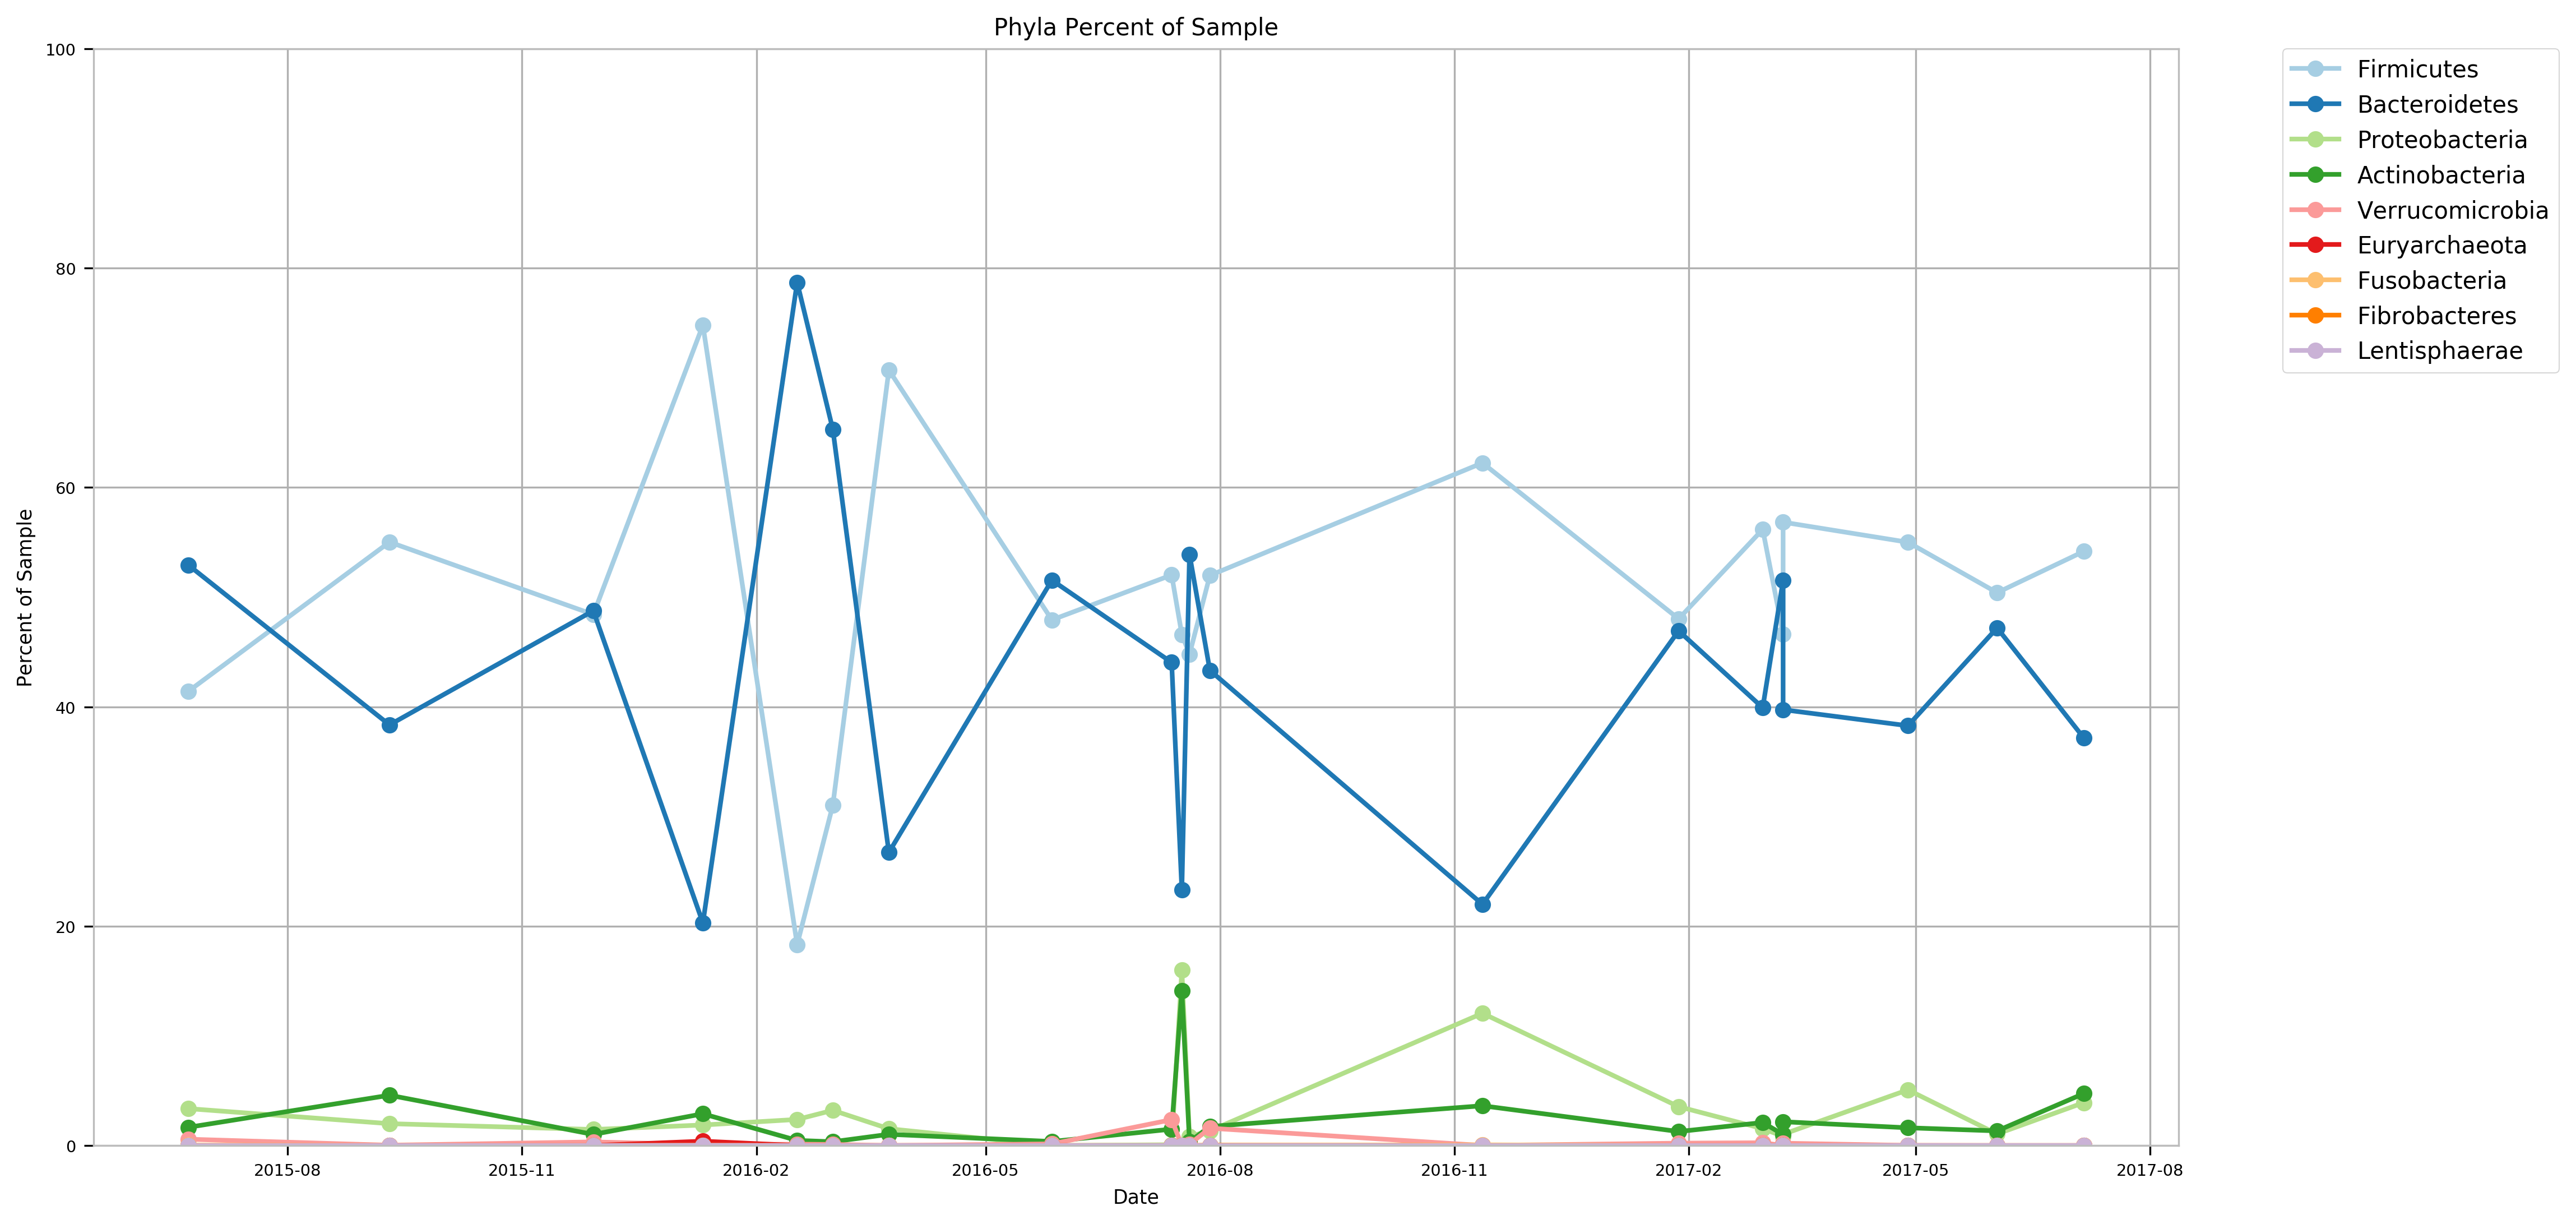 Phyla Percent of Sample
100
80
60
40
20
0
Percent of Sample
2015-08
2015-11
2016-02
2016-05
2016-08
2016-11
2017-02
2017-05
2017-08
Date
Firmicutes
Bacteroidetes
Proteobacteria
Actinobacteria
Verrucomicrobia
Euryarchaeota
Fusobacteria
Fibrobacteres
Lentisphaerae